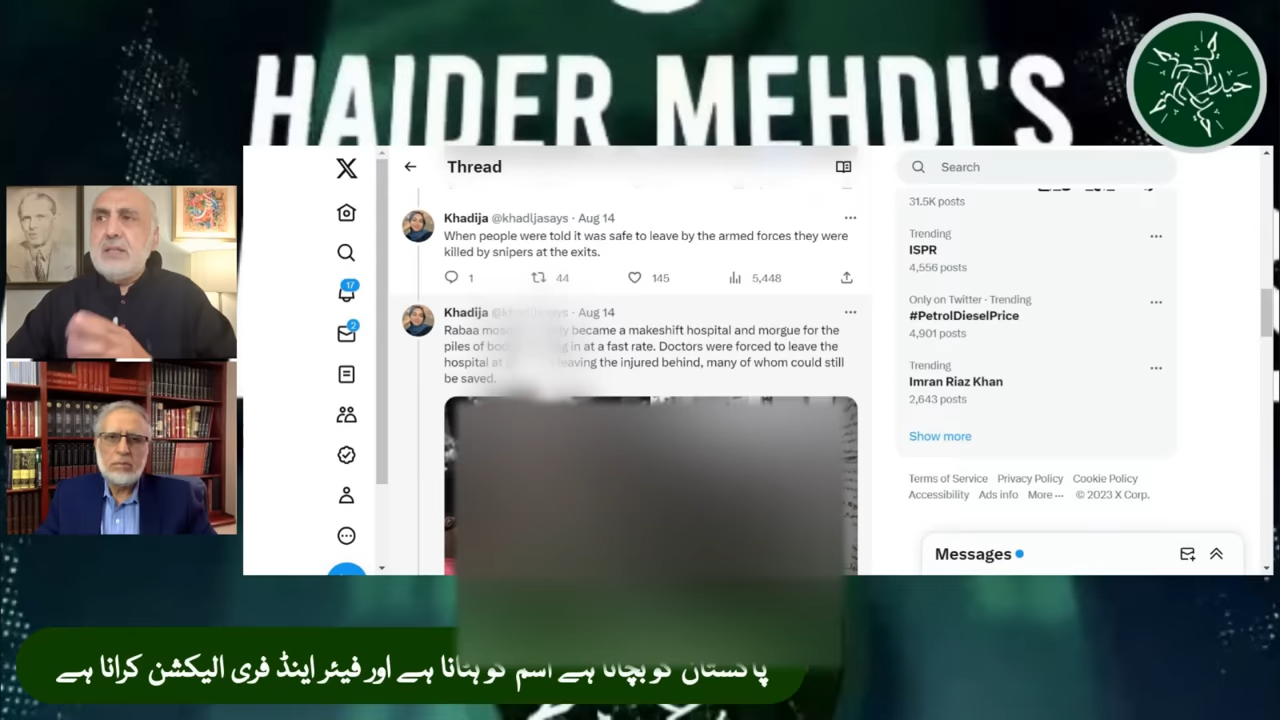 HAIDER MEHDI'S
Thread
Khadija @khadijasays · Aug 14
When people were told it was safe to leave by the armed forces they were
killed by snipers at the exits.
1 44 145 5,448
Khadija · Aug 14
Rabaa became a makeshift hospital and morgue for the
piles of in at a fast rate. Doctors were forced to leave the
hospital at leaving the injured behind, many of whom could still
be saved.
17
2
Search
31.5K posts
Trending
ISPR
4,556 posts
Only on Twitter · Trending
#PetrolDieselPrice
4,901 posts
Trending
Imran Riaz Khan
2,643 posts
Show more
Terms of Service Privacy Policy Cookie Policy
Accessibility Ads info More ··· © 2023 X Corp.
Messages
پاکستان کو بچانا ہے اسم کو ہٹانا ہے اور فیئر اینڈ فری الیکشن کرانا ہے